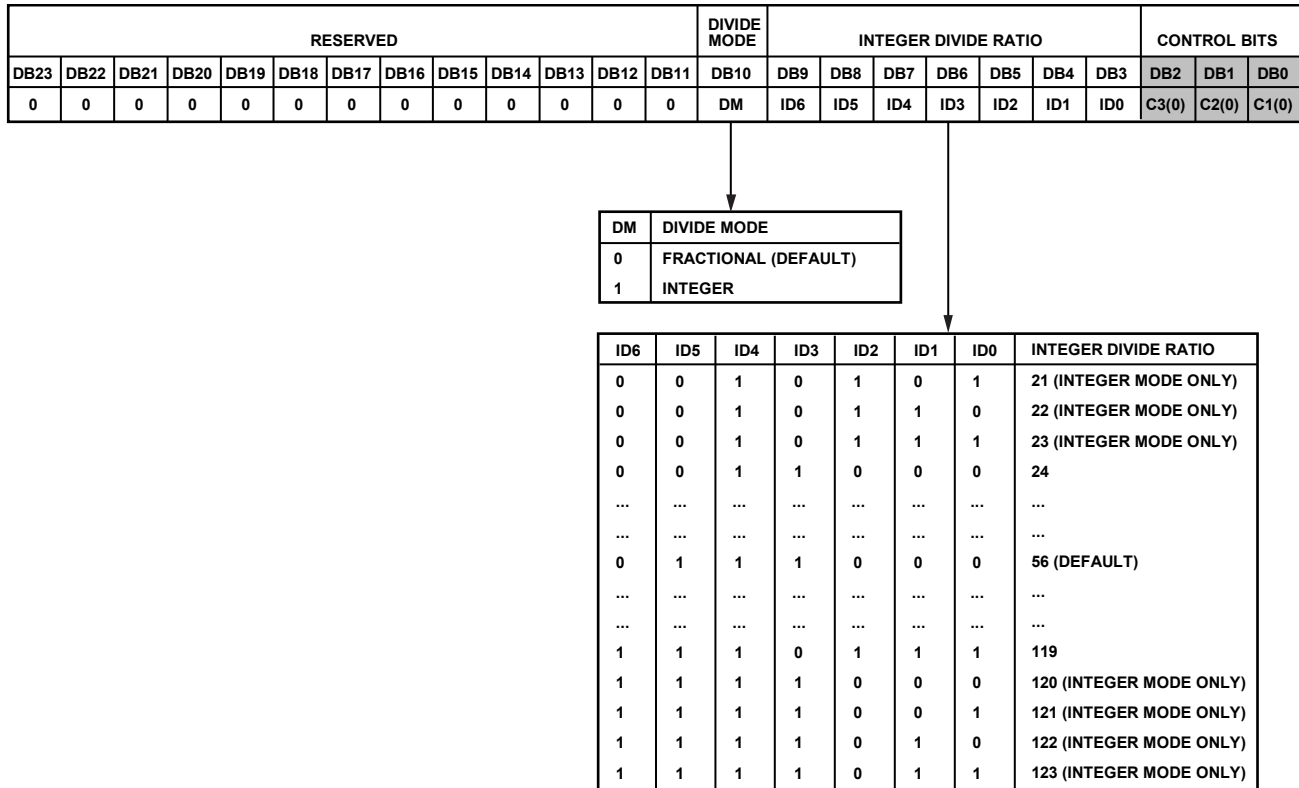 RESERVED DIVIDE MODE INTEGER DIVIDE RATIO CONTROL BITS
DB23 DB22 DB21 DB20 DB19 DB18 DB17 DB16 DB15 DB14 DB13 DB12 DB11 DB10 DB9 DB8 DB7 DB6 DB5 DB4 DB3 DB2 DB1 DB0
0 0 0 0 0 0 0 0 0 0 0 0 0 DM ID6 ID5 ID4 ID3 ID2 ID1 ID0 C3(0) C2(0) C1(0)
DM DIVIDE MODE
0 FRACTIONAL (DEFAULT)
1 INTEGER
ID6 ID5 ID4 ID3 ID2 ID1 ID0 INTEGER DIVIDE RATIO
0 0 1 0 1 0 1 21 (INTEGER MODE ONLY)
0 0 1 0 1 1 0 22 (INTEGER MODE ONLY)
0 0 1 0 1 1 1 23 (INTEGER MODE ONLY)
0 0 1 1 0 0 0 24
... ... ... ... ... ... ... ...
... ... ... ... ... ... ... ...
0 1 1 1 0 0 0 56 (DEFAULT)
... ... ... ... ... ... ... ...
... ... ... ... ... ... ... ...
1 1 1 0 1 1 1 119
1 1 1 1 0 0 0 120 (INTEGER MODE ONLY)
1 1 1 1 0 0 1 121 (INTEGER MODE ONLY)
1 1 1 1 0 1 0 122 (INTEGER MODE ONLY)
1 1 1 1 0 1 1 123 (INTEGER MODE ONLY)